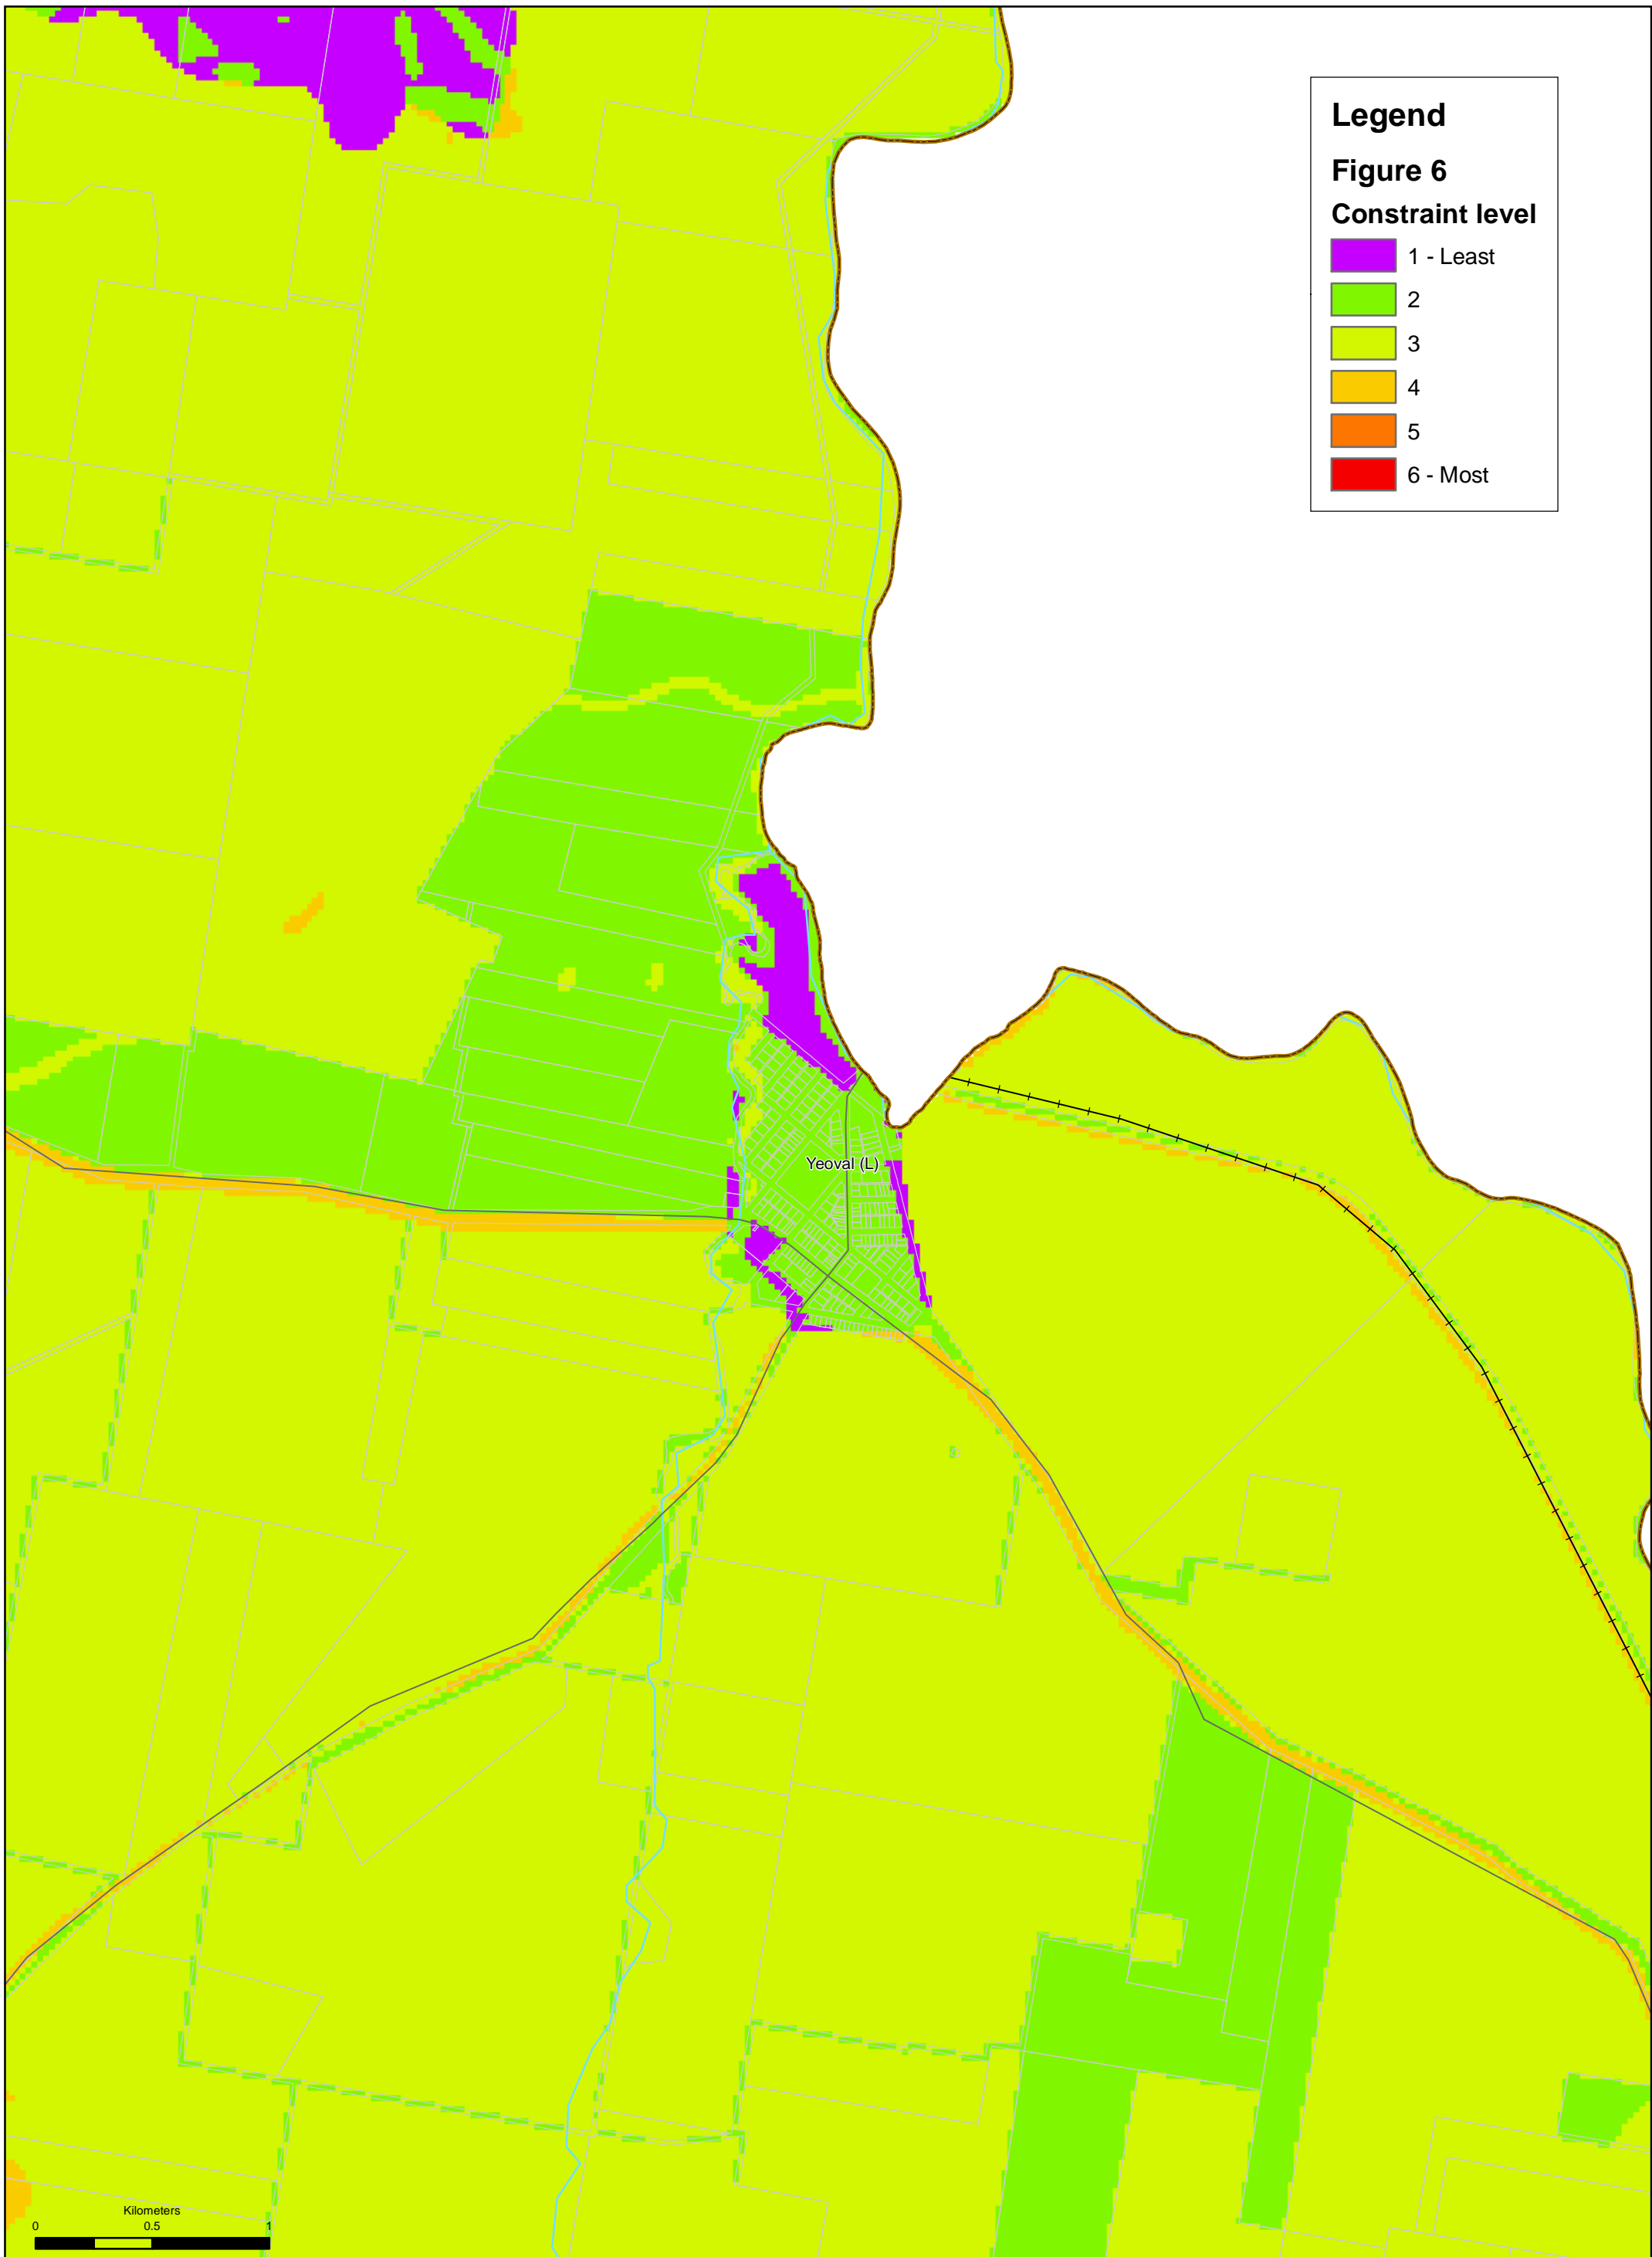 Legend
Figure 6
Constraint level
1 - Least
2
3
4
5
6 - Most
Yeoval (L)
Kilometers
0 0.5 1